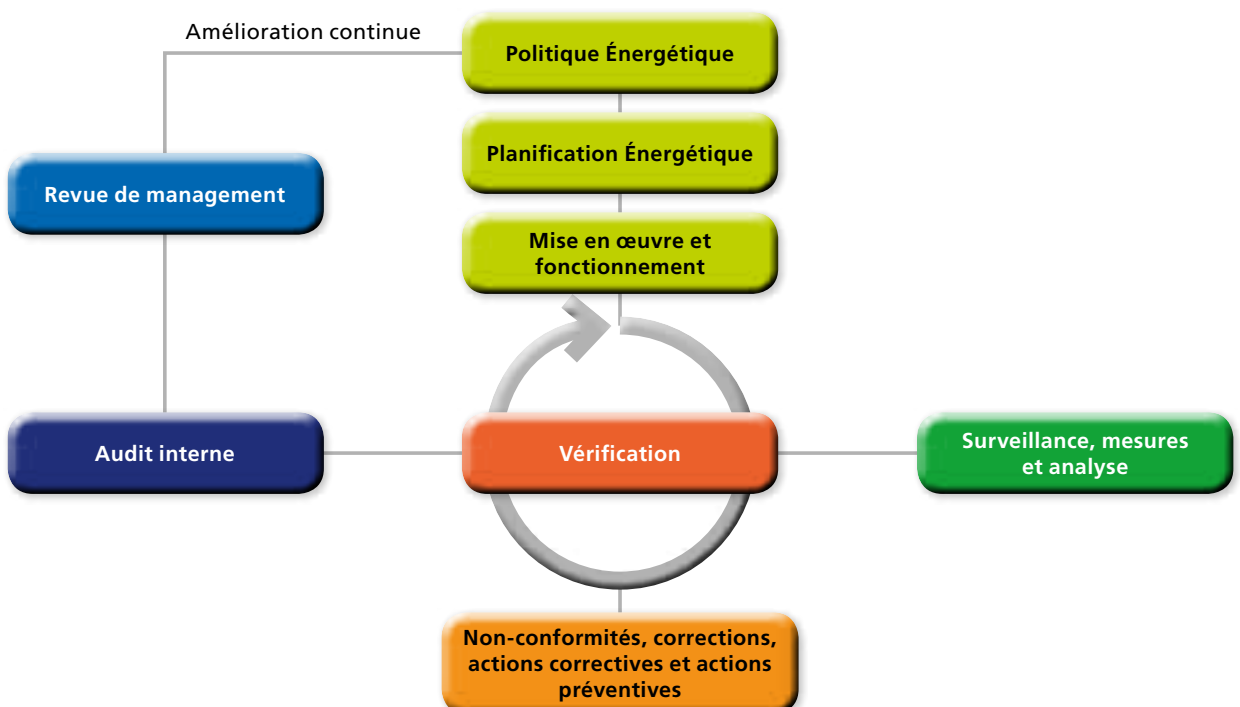 Amélioration continue
Politique Énergétique
Planification Énergétique
Revue de management
Mise en œuvre et
fonctionnement
Audit interne
Vérification
Surveillance, mesures
et analyse
Non-conformités, corrections,
actions correctives et actions
préventives